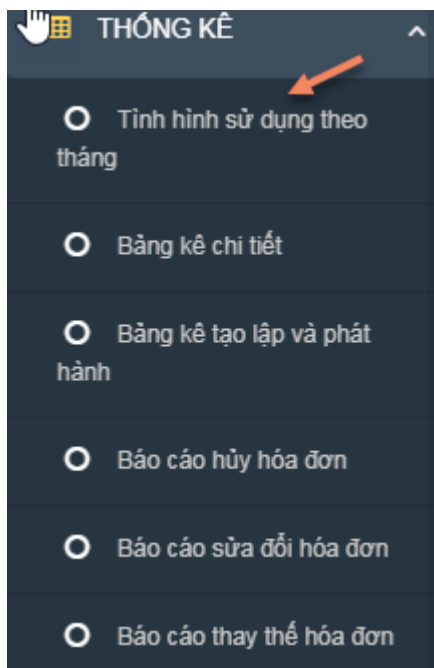 THỐNG KÊ
Tình hình sử dụng theo
tháng
Bảng kê chi tiết
Bảng kê tạo lập và phát
hành
Báo cáo hủy hóa đơn
Báo cáo sửa đổi hóa đơn
Báo cáo thay thế hóa đơn